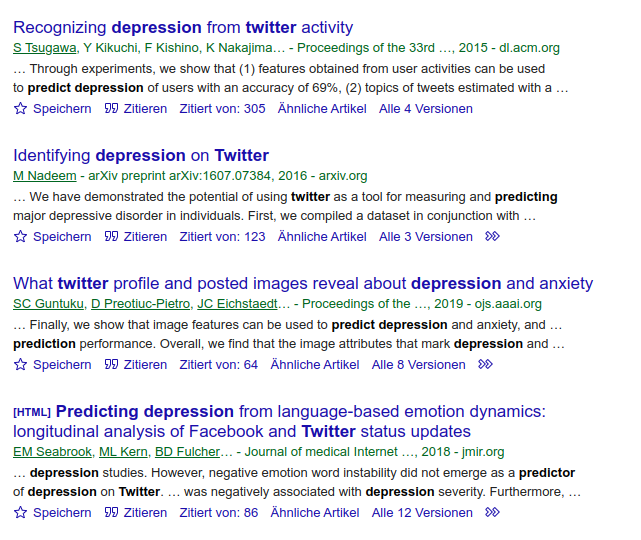 Recognizing depression from twitter activity
S Tsugawa, Y Kikuchi, F Kishino, K Nakajima… - Proceedings of the 33rd …, 2015 - dl.acm.org
… Through experiments, we show that (1) features obtained from user activities can be used
to predict depression of users with an accuracy of 69%, (2) topics of tweets estimated with a …
Speichern Zitieren Zitiert von: 305 Ähnliche Artikel Alle 4 Versionen
Identifying depression on Twitter
M Nadeem - arXiv preprint arXiv:1607.07384, 2016 - arxiv.org
… We have demonstrated the potential of using twitter as a tool for measuring and predicting
major depressive disorder in individuals. First, we compiled a dataset in conjunction with …
Speichern Zitieren Zitiert von: 123 Ähnliche Artikel Alle 3 Versionen
What twitter profile and posted images reveal about depression and anxiety
SC Guntuku, D Preotiuc-Pietro, JC Eichstaedt… - Proceedings of the …, 2019 - ojs.aaai.org
… Finally, we show that image features can be used to predict depression and anxiety, and …
prediction performance. Overall, we find that the image attributes that mark depression and …
Speichern Zitieren Zitiert von: 64 Ähnliche Artikel Alle 8 Versionen
[HTML] Predicting depression from language-based emotion dynamics:
longitudinal analysis of Facebook and Twitter status updates
EM Seabrook, ML Kern, BD Fulcher… - Journal of medical Internet …, 2018 - jmir.org
… depression studies. However, negative emotion word instability did not emerge as a predictor
of depression on Twitter. … was negatively associated with depression severity. Furthermore, …
Speichern Zitieren Zitiert von: 86 Ähnliche Artikel Alle 12 Versionen